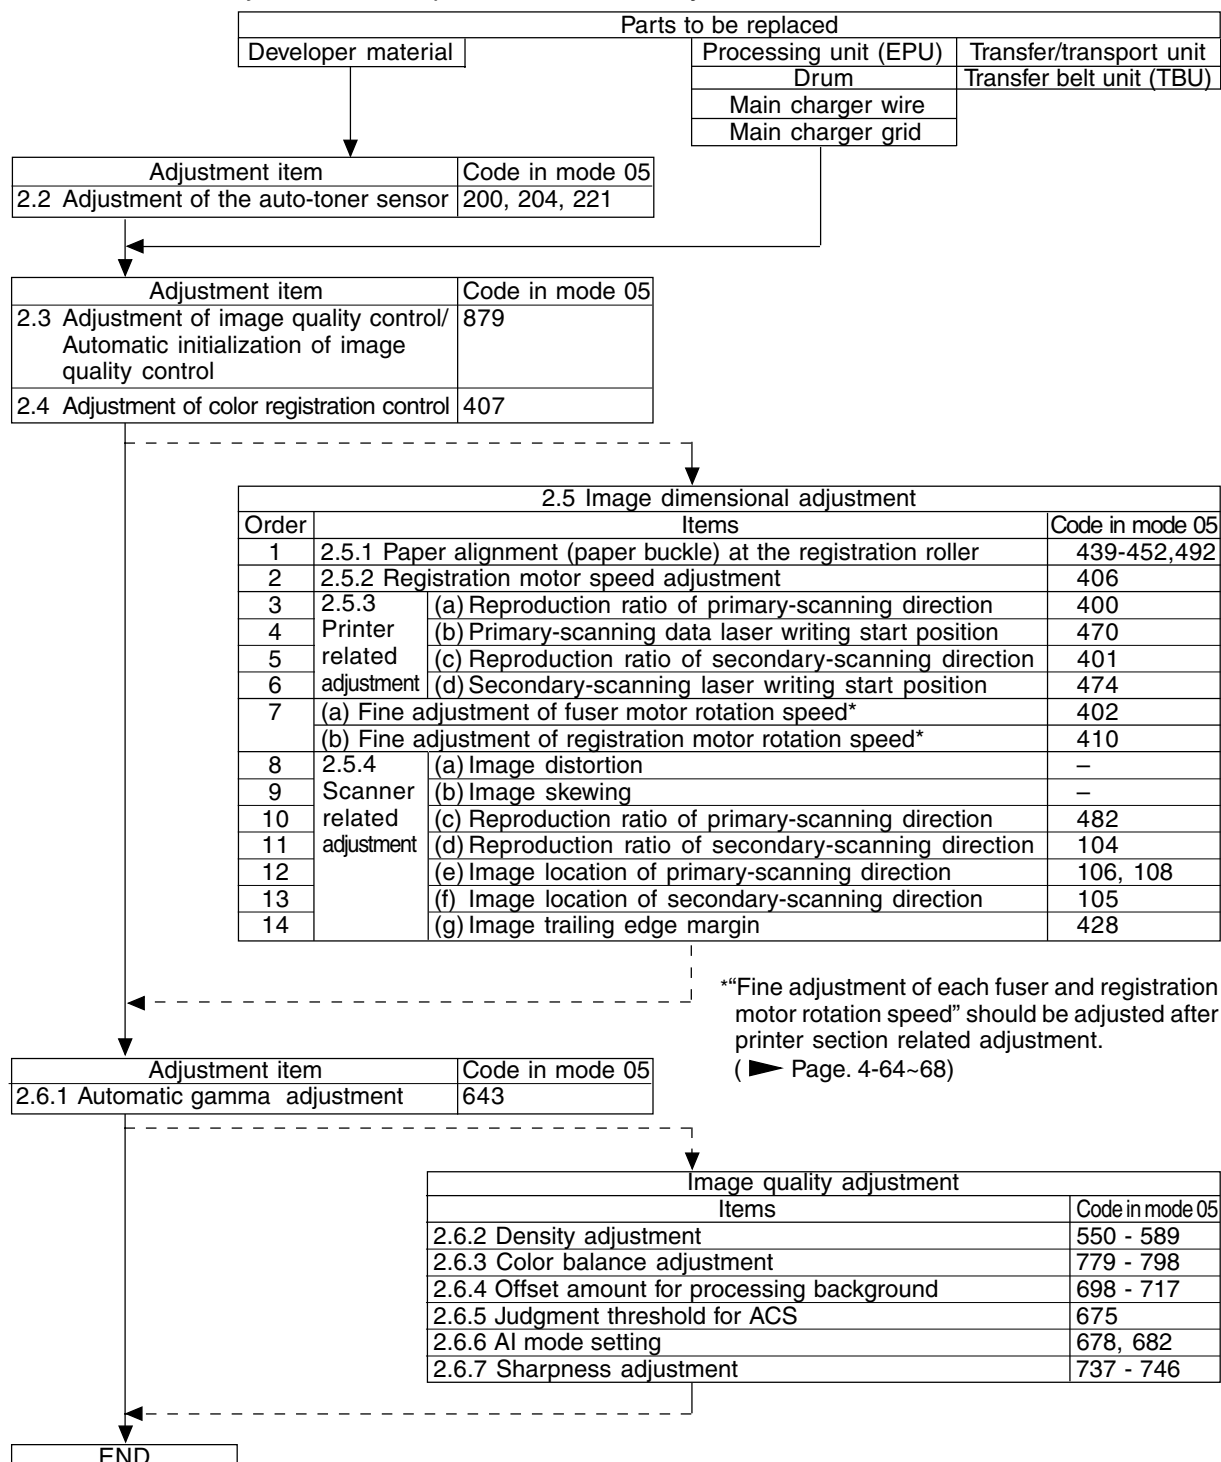 Parts to be replaced
Developer material
Processing unit (EPU)
Transfer/transport unit
Drum
Transfer belt unit (TBU)
Main charger wire
Main charger grid
Adjustment item Code in mode 05
2.2 Adjustment of the auto-toner sensor 200, 204, 221
Adjustment item Code in mode 05
2.3 Adjustment of image quality control/ 879
Automatic initialization of image
quality control
2.4 Adjustment of color registration control 407
2.5 Image dimensional adjustment
Order Items Code in mode 05
1 2.5.1 Paper alignment (paper buckle) at the registration roller 439-452,492
2 2.5.2 Registration motor speed adjustment 406
3 2.5.3 (a) Reproduction ratio of primary-scanning direction 400
4 Printer (b) Primary-scanning data laser writing start position 470
5 related (c) Reproduction ratio of secondary-scanning direction 401
6 adjustment (d) Secondary-scanning laser writing start position 474
7 (a) Fine adjustment of fuser motor rotation speed* 402
(b) Fine adjustment of registration motor rotation speed* 410
8 2.5.4 (a) Image distortion –
9 Scanner (b) Image skewing –
10 related (c) Reproduction ratio of primary-scanning direction 482
11 adjustment (d) Reproduction ratio of secondary-scanning direction 104
12 (e) Image location of primary-scanning direction 106, 108
13 (f) Image location of secondary-scanning direction 105
14 (g) Image trailing edge margin 428
*“Fine adjustment of each fuser and registration
motor rotation speed” should be adjusted after
printer section related adjustment.
( ► Page. 4-64~68)
Adjustment item Code in mode 05
2.6.1 Automatic gamma adjustment 643
Image quality adjustment
Items Code in mode 05
2.6.2 Density adjustment 550 - 589
2.6.3 Color balance adjustment 779 - 798
2.6.4 Offset amount for processing background 698 - 717
2.6.5 Judgment threshold for ACS 675
2.6.6 AI mode setting 678, 682
2.6.7 Sharpness adjustment 737 - 746
END